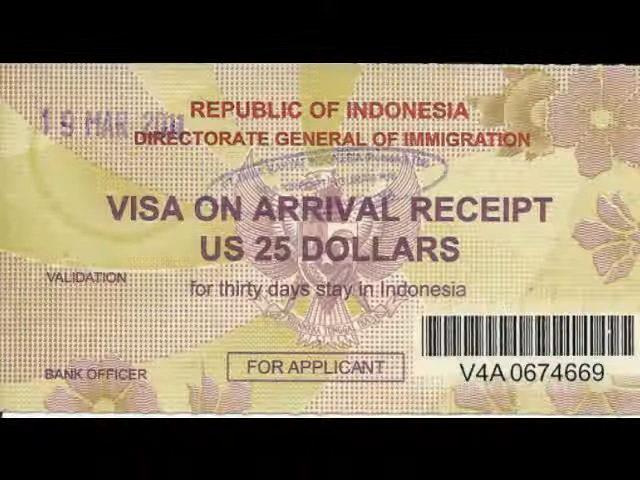 19 MAR
REPUBLIC OF INDONESIA
DIRECTORATE GENERAL OF IMMIGRATION
VISA ON ARRIVAL RECEIPT
US 25 DOLLARS
VALIDATION
for thirty days stay in Indonesia
BANK OFFICER
FOR APPLICANT
V4A 0674669